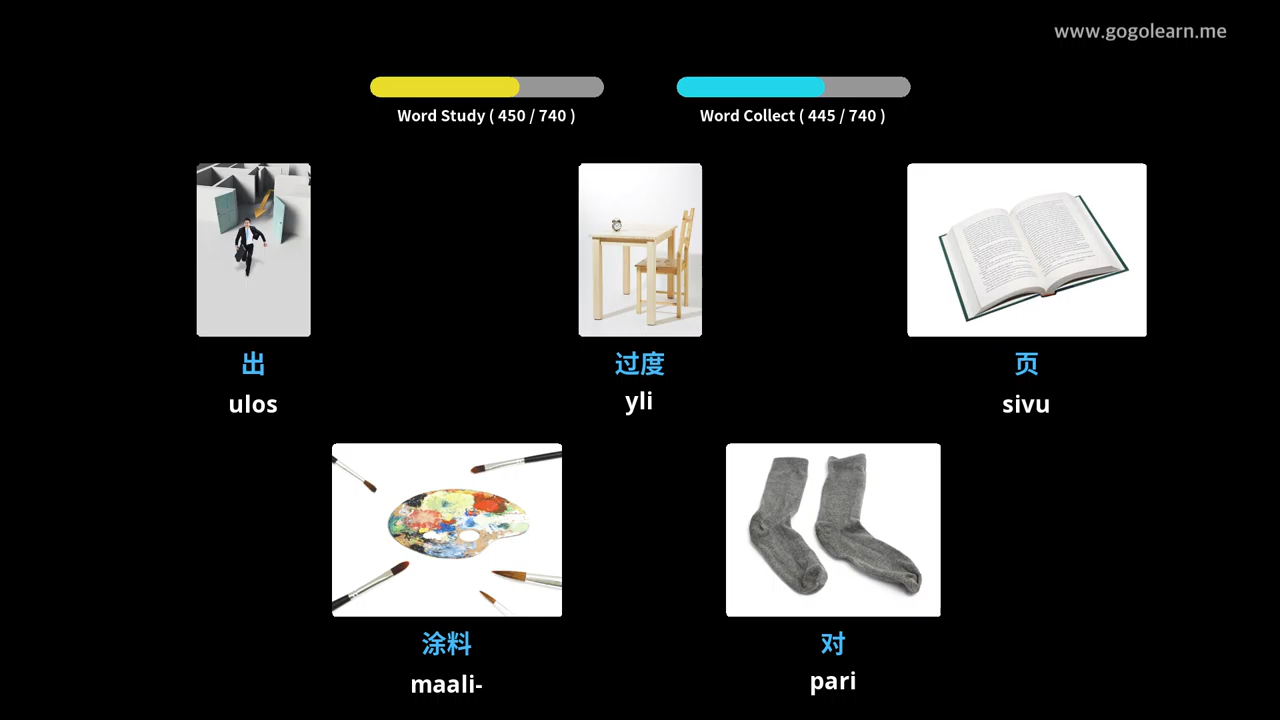 www.gogolearn.me
Word Study ( 450 / 740 )
Word Collect ( 445 / 740 )
出
ulos
过度
yli
页
sivu
涂料
maali-
对
pari